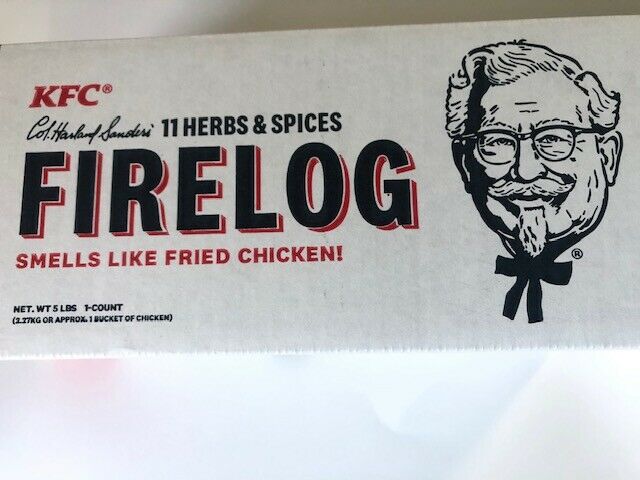 KFC®
Col. Harland Sanders' 11 HERBS & SPICES
FIRELOG
SMELLS LIKE FRIED CHICKEN!
®
NET. WT 5 LBS 1-COUNT
(2.27KG OR APPROX. 1 BUCKET OF CHICKEN)